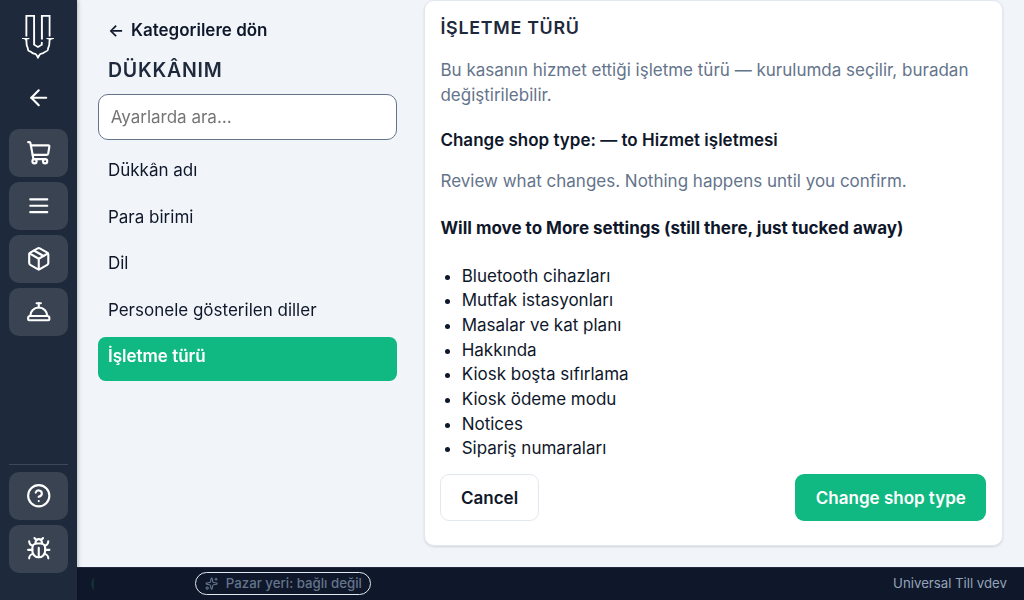 ← Kategorilere dön
DÜKKÂNIM
Ayarlarda ara...
Dükkân adı
Para birimi
Dil
Personele gösterilen diller
İşletme türü
İŞLETME TÜRÜ
Bu kasanın hizmet ettiği işletme türü — kurulumda seçilir, buradan
değiştirilebilir.
Change shop type: — to Hizmet işletmesi
Review what changes. Nothing happens until you confirm.
Will move to More settings (still there, just tucked away)
• Bluetooth cihazları
• Mutfak istasyonları
• Masalar ve kat planı
• Hakkında
• Kiosk boşta sıfırlama
• Kiosk ödeme modu
• Notices
• Sipariş numaraları
Cancel
Change shop type
Pazar yeri: bağlı değil
Universal Till vdev